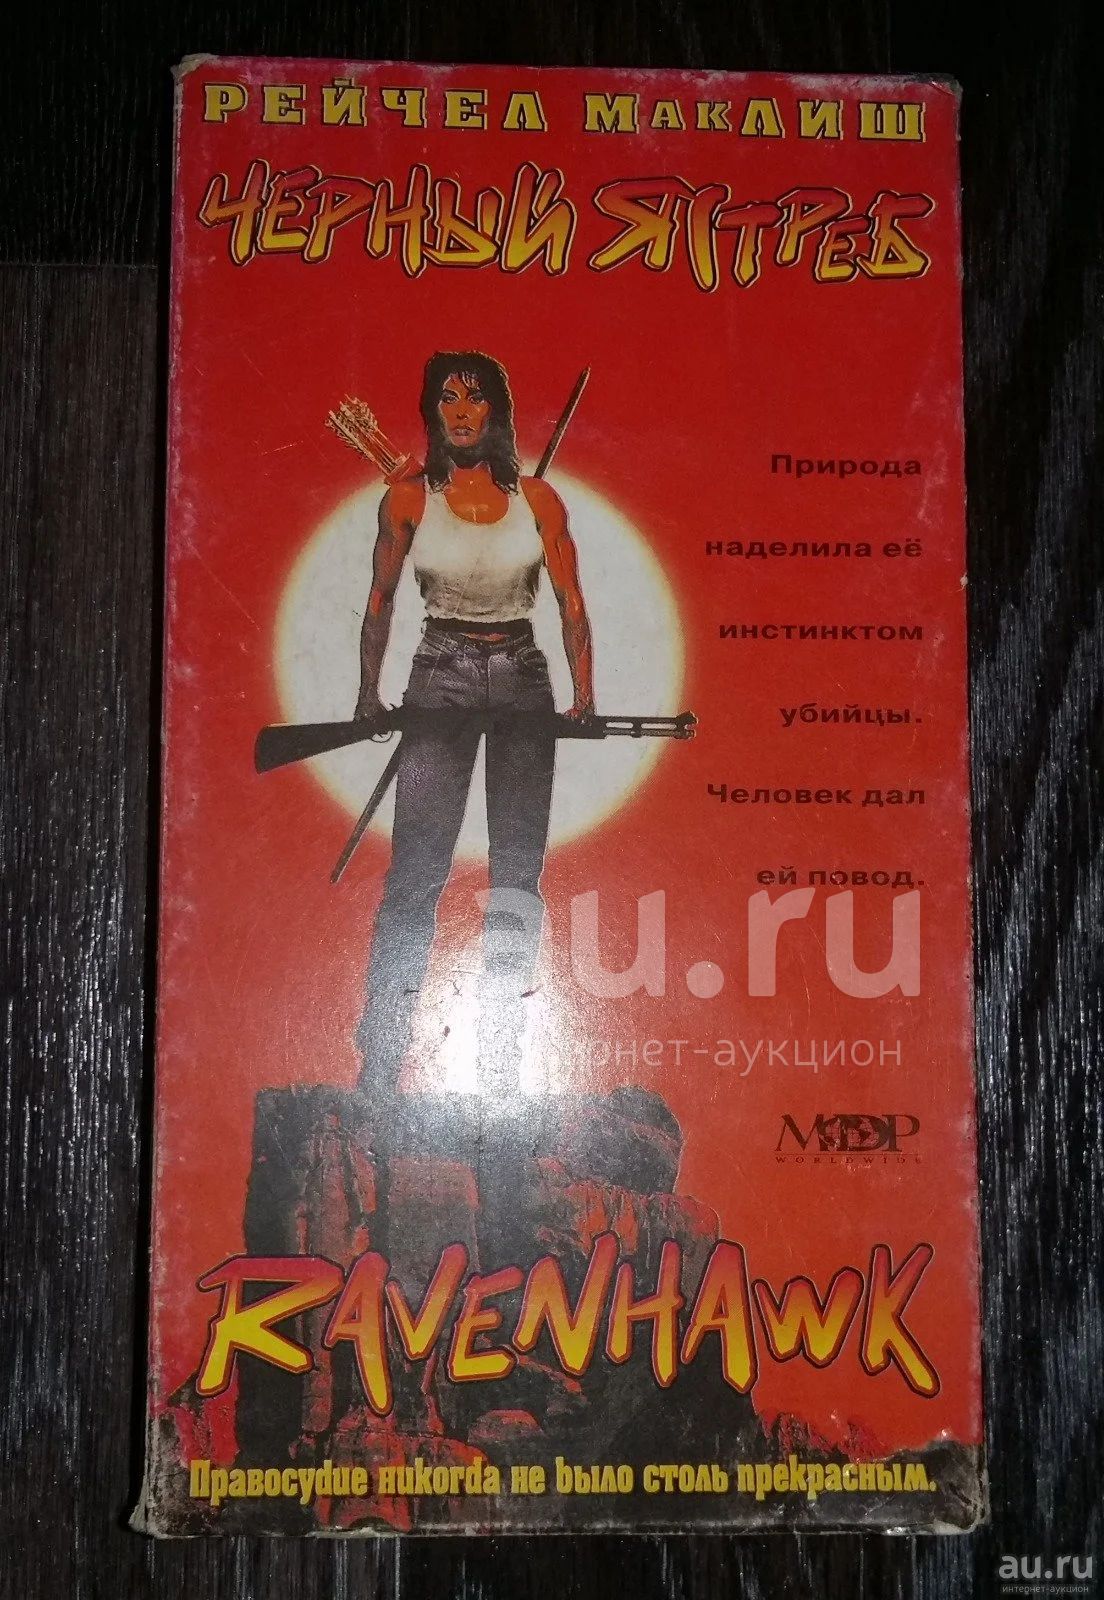 РЕЙЧЕЛ МАКЛИШ
ЧЕРНЫЙ ЯСТРЕБ
Природа
наделила её
инстинктом
убийцы.
Человек дал
ей повод.
au.ru
интернет-аукцион
MDP
WORLDWIDE
RAVENHAWK
Правосудие никогда не было столь прекрасным.
au.ru
интернет-аукцион